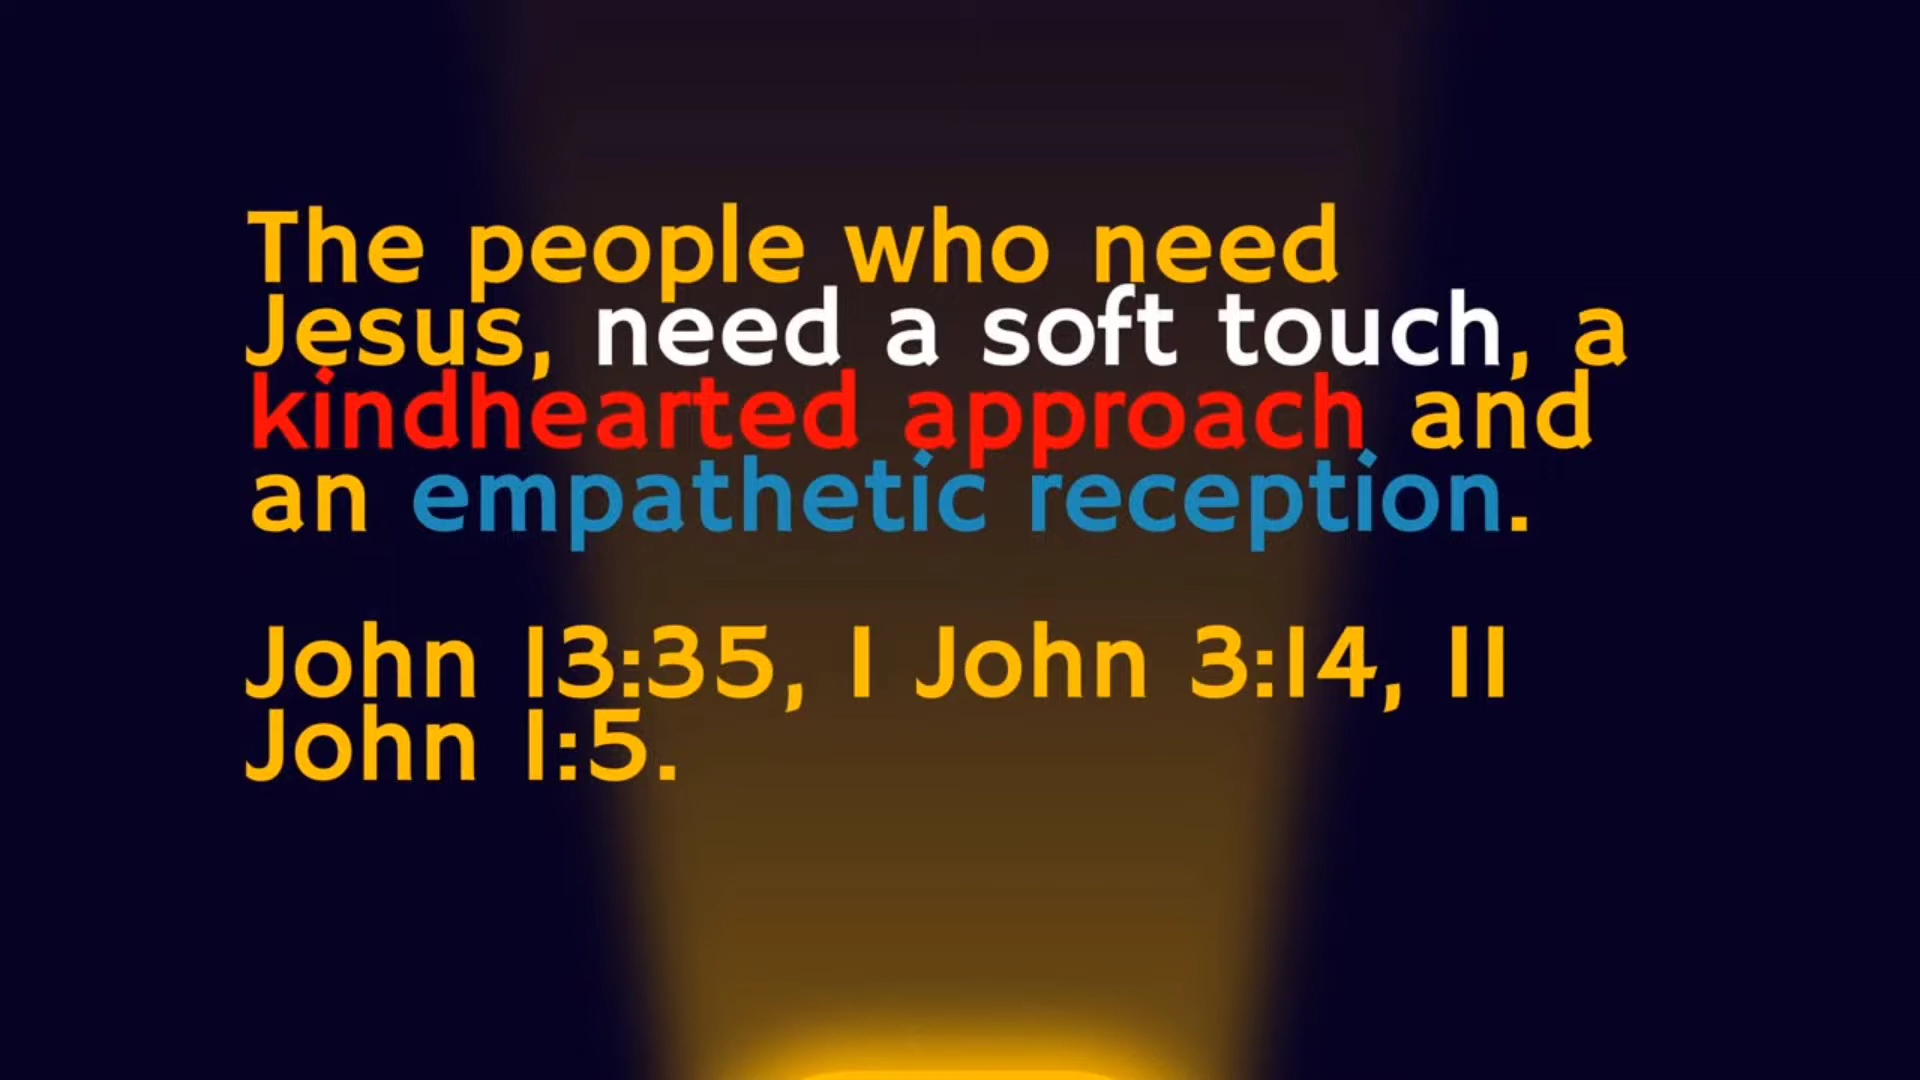 The people who need
Jesus, need a soft touch, a
kindhearted approach and
an empathetic reception.
John 13:35, I John 3:14, II
John 1:5.